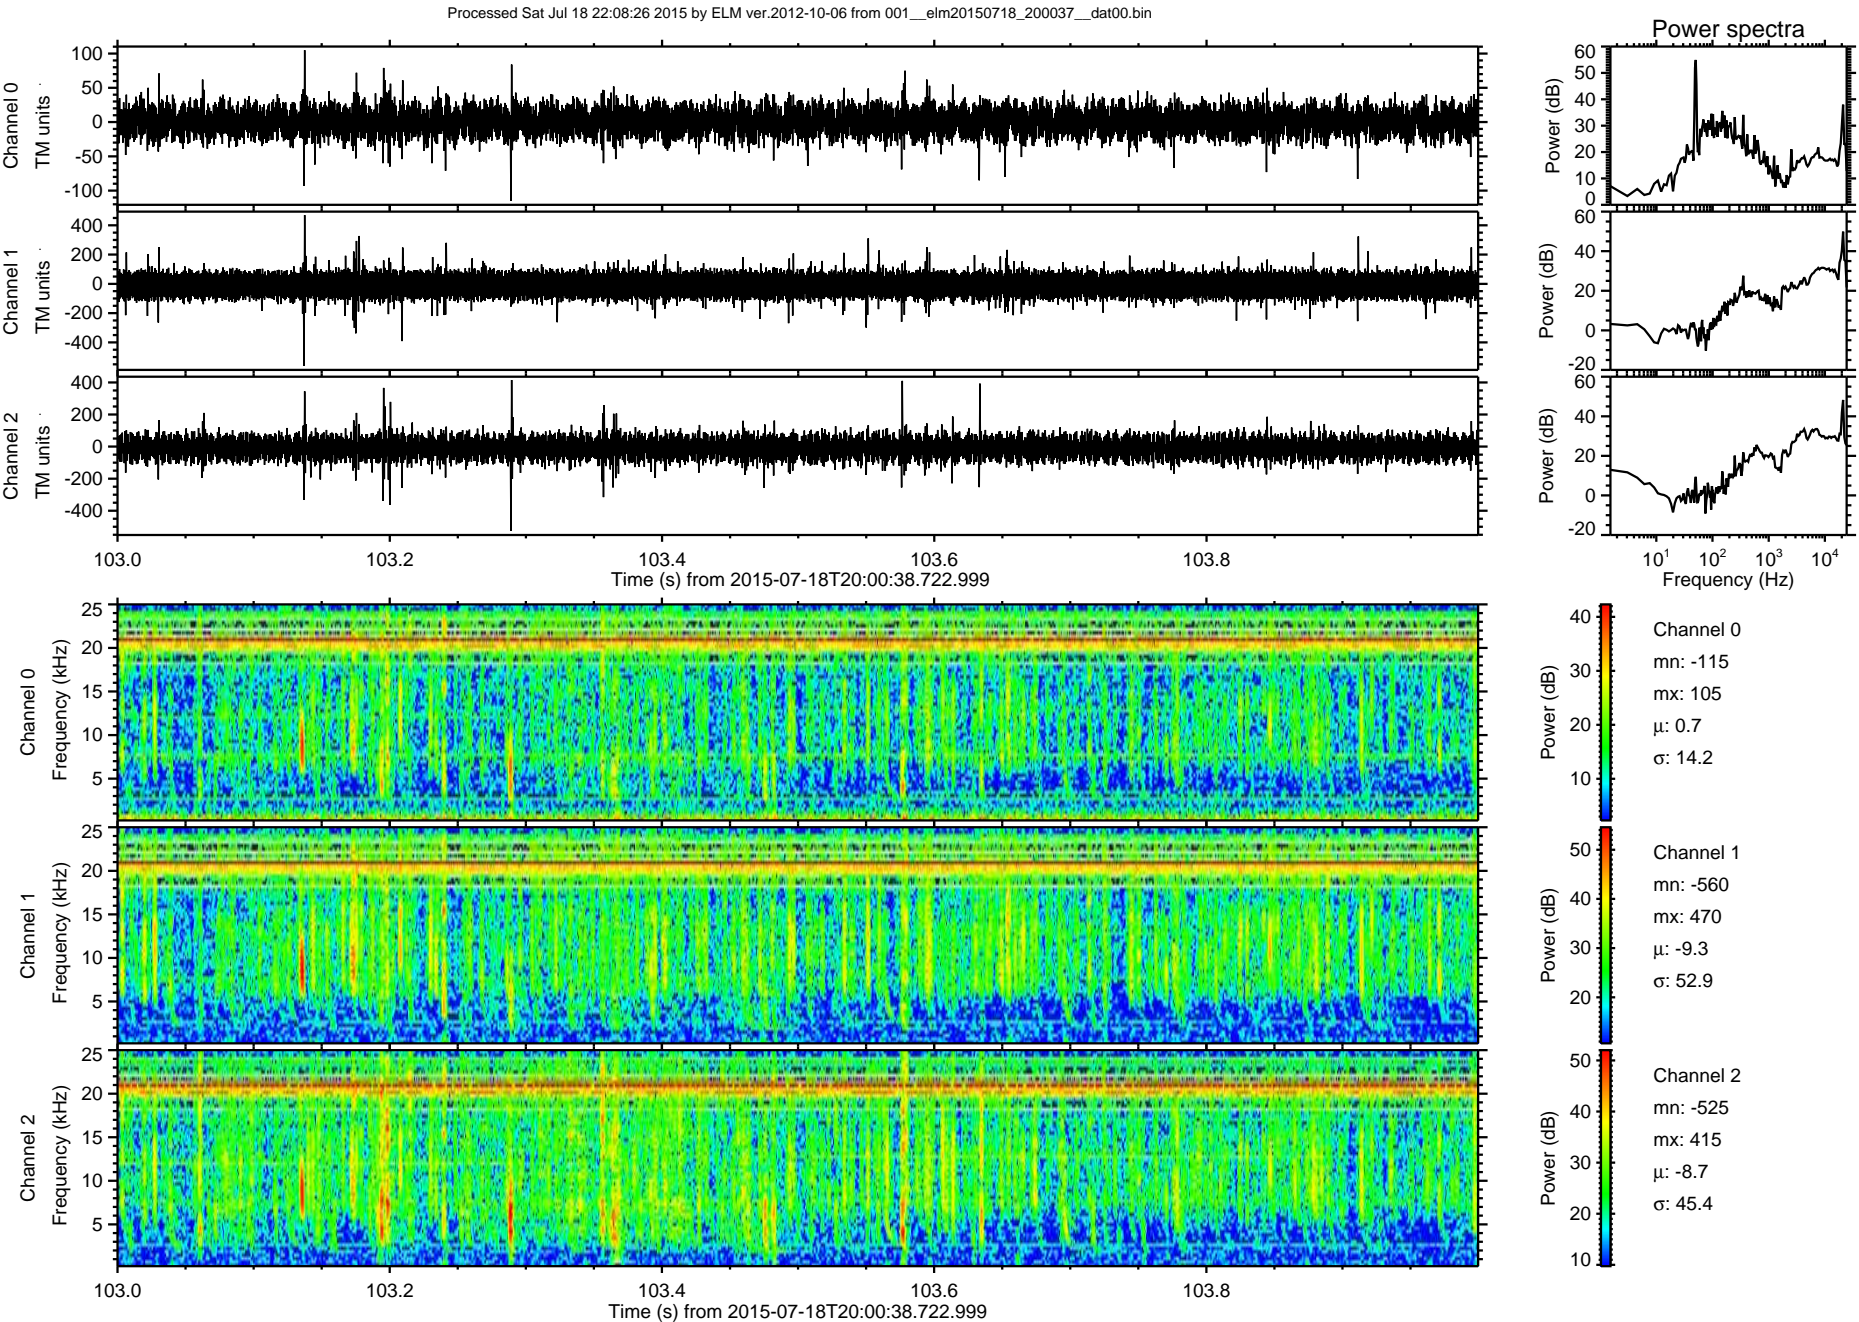 Processed Sat Jul 18 22:08:26 2015 by ELM ver.2012-10-06 from 001__elm20150718_200037__dat00.bin
Power spectra
Channel 0
TM units
100
50
0
-50
-100
Power (dB)
60
50
40
30
20
10
0
Channel 1
TM units
400
200
0
-200
-400
Power (dB)
60
40
20
0
-20
Channel 2
TM units
400
200
0
-200
-400
Power (dB)
60
40
20
0
-20
103.0 103.2 103.4 103.6 103.8
Time (s) from 2015-07-18T20:00:38.722.999
10¹ 10² 10³ 10⁴
Frequency (Hz)
Channel 0
Frequency (kHz)
25
20
15
10
5
Power (dB)
40
30
20
10
Channel 0
mn: -115
mx: 105
μ: 0.7
σ: 14.2
Channel 1
Frequency (kHz)
25
20
15
10
5
Power (dB)
50
40
30
20
Channel 1
mn: -560
mx: 470
μ: -9.3
σ: 52.9
Channel 2
Frequency (kHz)
25
20
15
10
5
Power (dB)
50
40
30
20
10
Channel 2
mn: -525
mx: 415
μ: -8.7
σ: 45.4
103.0 103.2 103.4 103.6 103.8
Time (s) from 2015-07-18T20:00:38.722.999